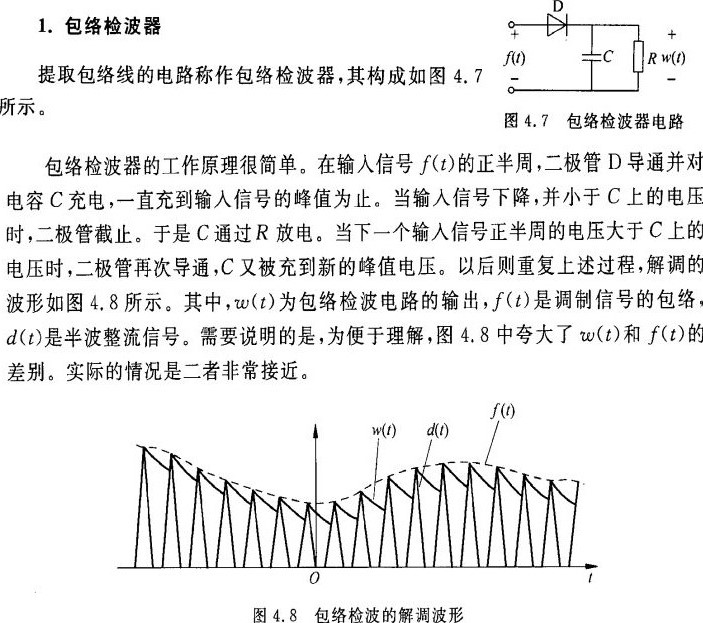 1. 包络检波器
提取包络线的电路称作包络检波器,其构成如图 4.7
所示。
D
+
f(t)
−
C
R
+
w(t)
−
图 4.7 包络检波器电路
包络检波器的工作原理很简单。在输入信号 f(t)的正半周,二极管 D 导通并对
电容 C 充电,一直充到输入信号的峰值为止。当输入信号下降,并小于 C 上的电压
时,二极管截止。于是 C 通过 R 放电。当下一个输入信号正半周的电压大于 C 上的
电压时,二极管再次导通,C 又被充到新的峰值电压。以后则重复上述过程,解调的
波形如图 4.8 所示。其中,w(t)为包络检波电路的输出,f(t)是调制信号的包络,
d(t)是半波整流信号。需要说明的是,为便于理解,图 4.8 中夸大了 w(t)和 f(t)的
差别。实际的情况是二者非常接近。
w(t)
d(t)
f(t)
O
t
图 4.8 包络检波的解调波形